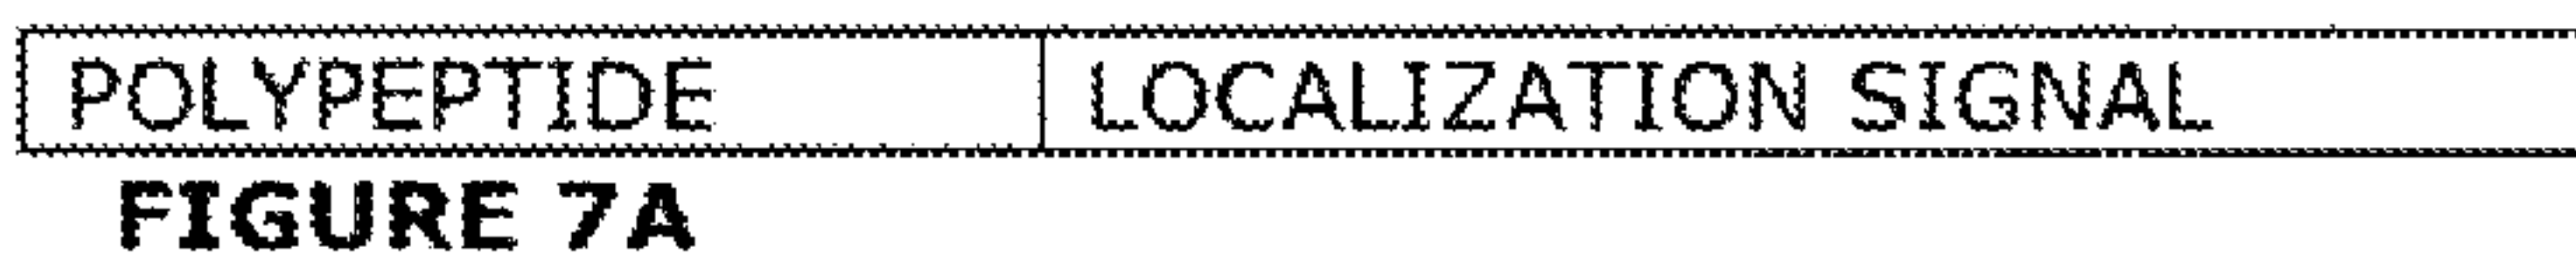 POLYPEPTIDE LOCALIZATION SIGNAL
FIGURE 7A